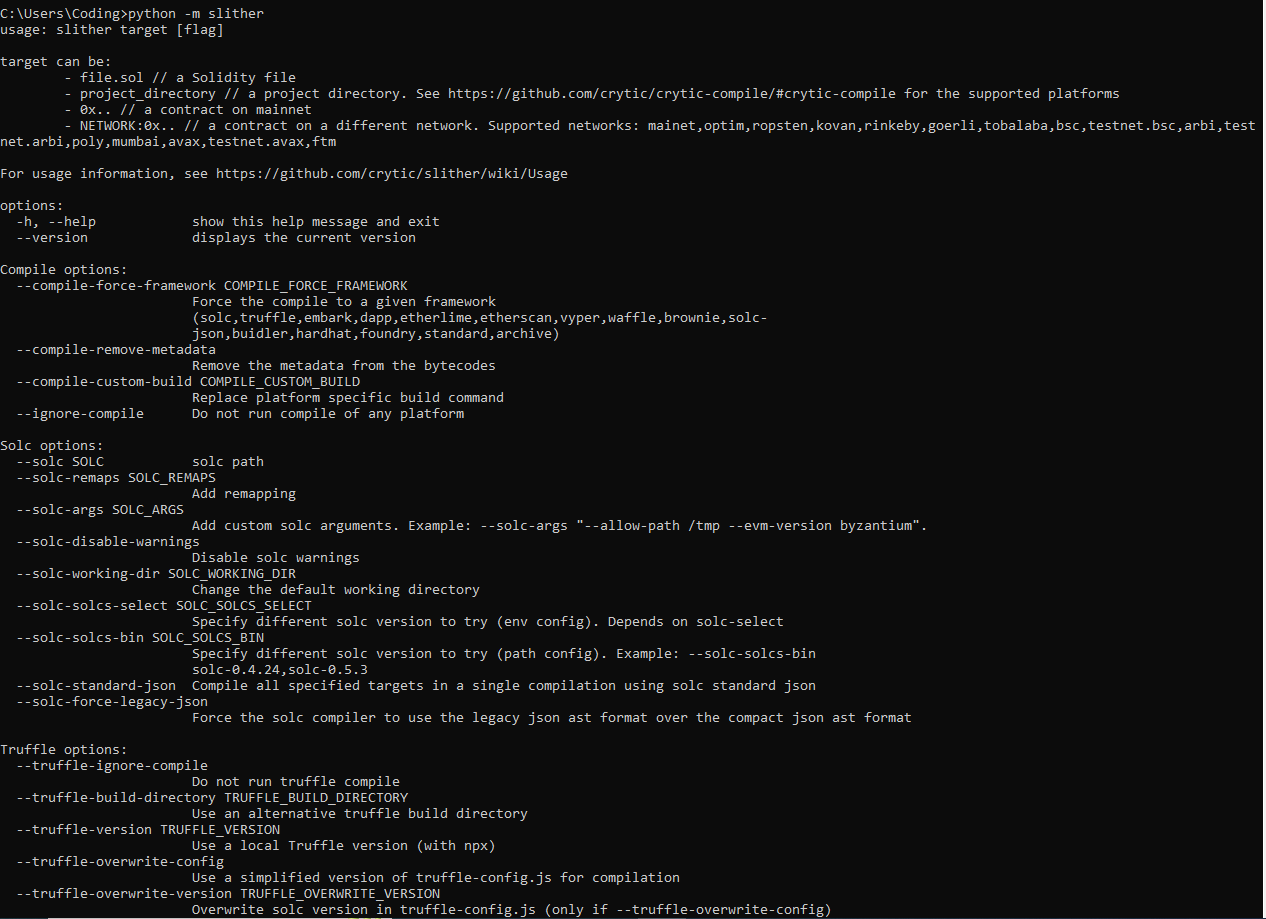 C:\Users\Coding>python -m slither
usage: slither target [flag]
target can be:
- file.sol // a Solidity file
- project_directory // a project directory. See https://github.com/crytic/crytic-compile/#crytic-compile for the supported platforms
- 0x.. // a contract on mainnet
- NETWORK:0x.. // a contract on a different network. Supported networks: mainet,optim,ropsten,kovan,rinkeby,goerli,tobalaba,bsc,testnet.bsc,arbi,test
net.arbi,poly,mumbai,avax,testnet.avax,ftm
For usage information, see https://github.com/crytic/slither/wiki/Usage
options:
-h, --help show this help message and exit
--version displays the current version
Compile options:
--compile-force-framework COMPILE_FORCE_FRAMEWORK
Force the compile to a given framework
(solc,truffle,embark,dapp,etherlime,etherscan,vyper,waffle,brownie,solc-
json,buidler,hardhat,foundry,standard,archive)
--compile-remove-metadata
Remove the metadata from the bytecodes
--compile-custom-build COMPILE_CUSTOM_BUILD
Replace platform specific build command
--ignore-compile Do not run compile of any platform
Solc options:
--solc SOLC solc path
--solc-remaps SOLC_REMAPS
Add remapping
--solc-args SOLC_ARGS
Add custom solc arguments. Example: --solc-args "--allow-path /tmp --evm-version byzantium".
--solc-disable-warnings
Disable solc warnings
--solc-working-dir SOLC_WORKING_DIR
Change the default working directory
--solc-solcs-select SOLC_SOLCS_SELECT
Specify different solc version to try (env config). Depends on solc-select
--solc-solcs-bin SOLC_SOLCS_BIN
Specify different solc version to try (path config). Example: --solc-solcs-bin
solc-0.4.24,solc-0.5.3
--solc-standard-json Compile all specified targets in a single compilation using solc standard json
--solc-force-legacy-json
Force the solc compiler to use the legacy json ast format over the compact json ast format
Truffle options:
--truffle-ignore-compile
Do not run truffle compile
--truffle-build-directory TRUFFLE_BUILD_DIRECTORY
Use an alternative truffle build directory
--truffle-version TRUFFLE_VERSION
Use a local Truffle version (with npx)
--truffle-overwrite-config
Use a simplified version of truffle-config.js for compilation
--truffle-overwrite-version TRUFFLE_OVERWRITE_VERSION
Overwrite solc version in truffle-config.js (only if --truffle-overwrite-config)